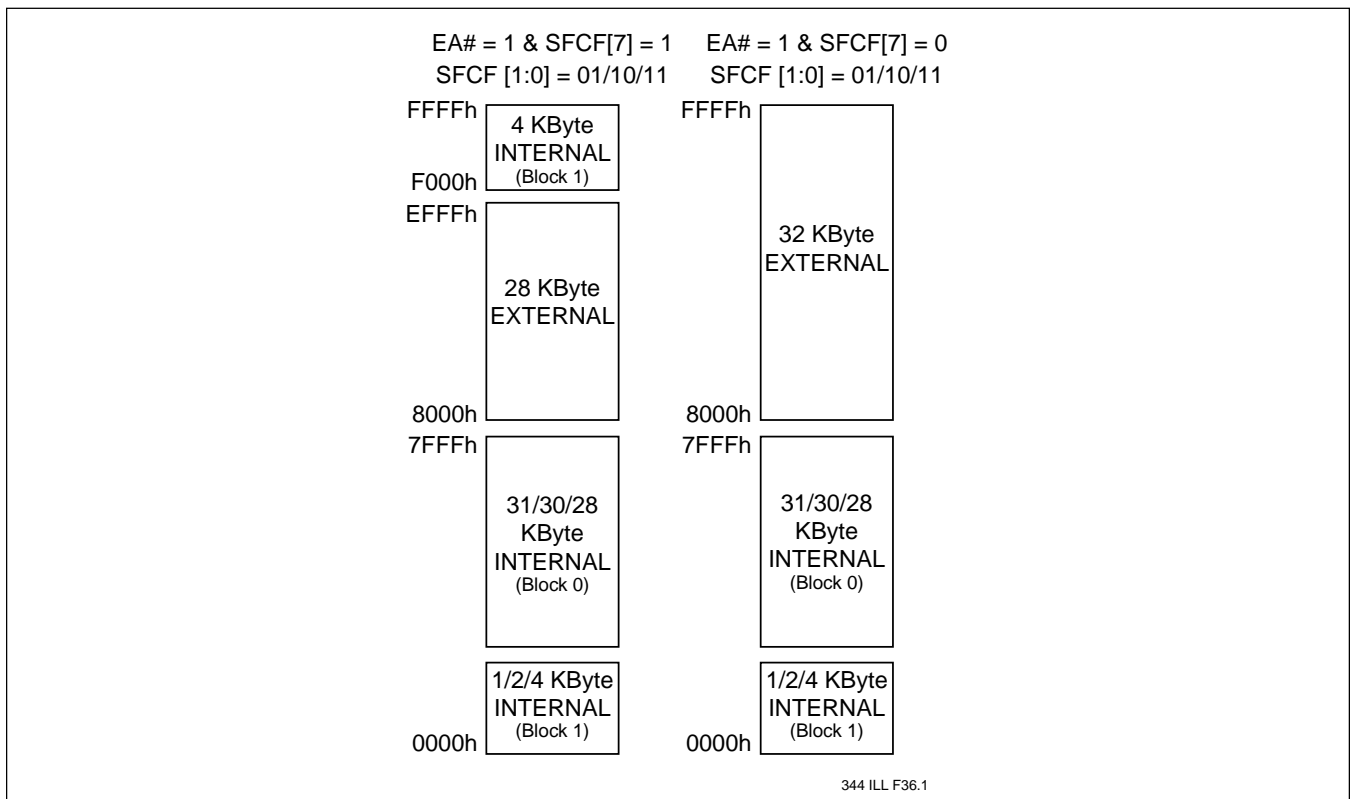 EA# = 1 & SFCF[7] = 1
SFCF [1:0] = 01/10/11
FFFFh
4 KByte
INTERNAL
(Block 1)
F000h
EFFFh
28 KByte
EXTERNAL
8000h
7FFFh
31/30/28
KByte
INTERNAL
(Block 0)
1/2/4 KByte
INTERNAL
(Block 1)
0000h
EA# = 1 & SFCF[7] = 0
SFCF [1:0] = 01/10/11
FFFFh
32 KByte
EXTERNAL
8000h
7FFFh
31/30/28
KByte
INTERNAL
(Block 0)
1/2/4 KByte
INTERNAL
(Block 1)
0000h
344 ILL F36.1